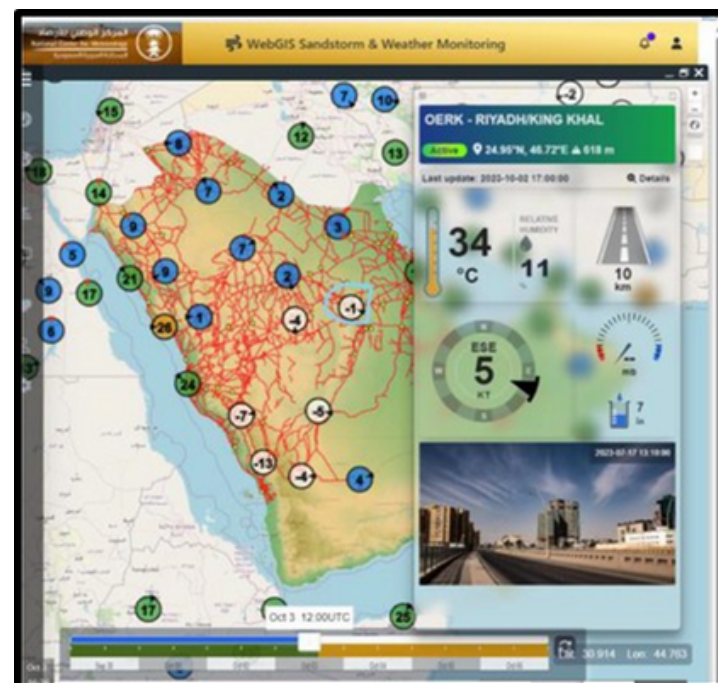 المركز الوطني للأرصاد
National Center for Meteorology
WebGIS Sandstorm & Weather Monitoring
OERK - RIYADH/KING KHAL
Active 24.95°N, 46.72°E 618 m
Last update: 2023-10-02 17:00:00 Details
34
°C
RELATIVE
HUMIDITY
11
10
km
ESE
5
KT
mb
7
in
2023-07-17 13:10:00
-15
7
10
-2
8
12
13
18
14
7
2
9
3
5
7
9
21
9
17
2
-1
6
26
1
-4
24
-7
-5
-13
-4
4
17
25
Oct 3 12:00UTC
Lat: 30.914 Lon: 44.763